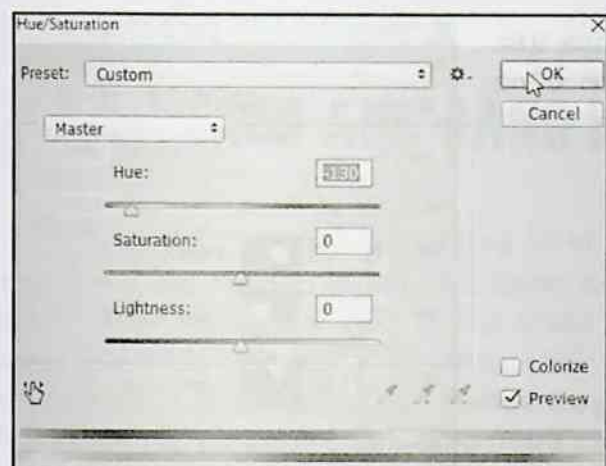 Hue/Saturation
Preset: Custom OK
Cancel
Master
Hue:
Saturation: 0
Lightness: 0
Colorize
Preview